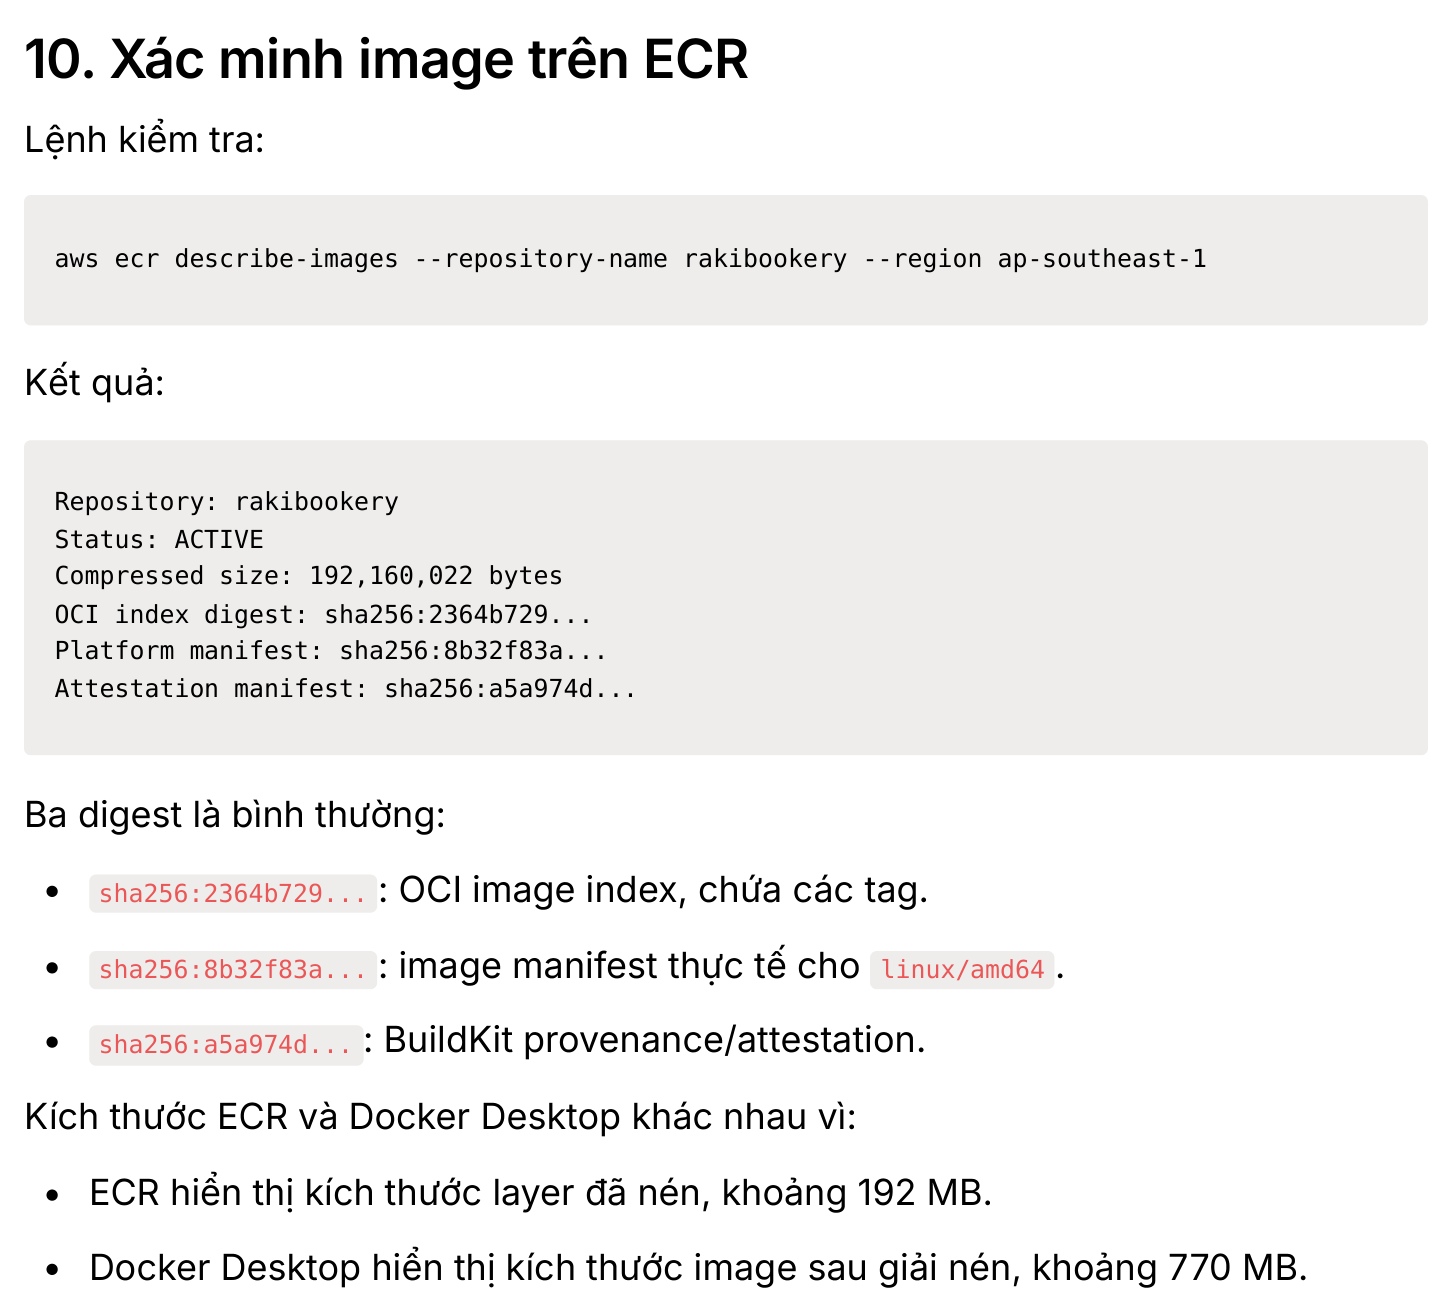 10. Xác minh image trên ECR
Lệnh kiểm tra:
aws ecr describe-images --repository-name rakibookery --region ap-southeast-1
Kết quả:
Repository: rakibookery
Status: ACTIVE
Compressed size: 192,160,022 bytes
OCI index digest: sha256:2364b729...
Platform manifest: sha256:8b32f83a...
Attestation manifest: sha256:a5a974d...
Ba digest là bình thường:
• sha256:2364b729...: OCI image index, chứa các tag.
• sha256:8b32f83a...: image manifest thực tế cho linux/amd64.
• sha256:a5a974d...: BuildKit provenance/attestation.
Kích thước ECR và Docker Desktop khác nhau vì:
• ECR hiển thị kích thước layer đã nén, khoảng 192 MB.
• Docker Desktop hiển thị kích thước image sau giải nén, khoảng 770 MB.